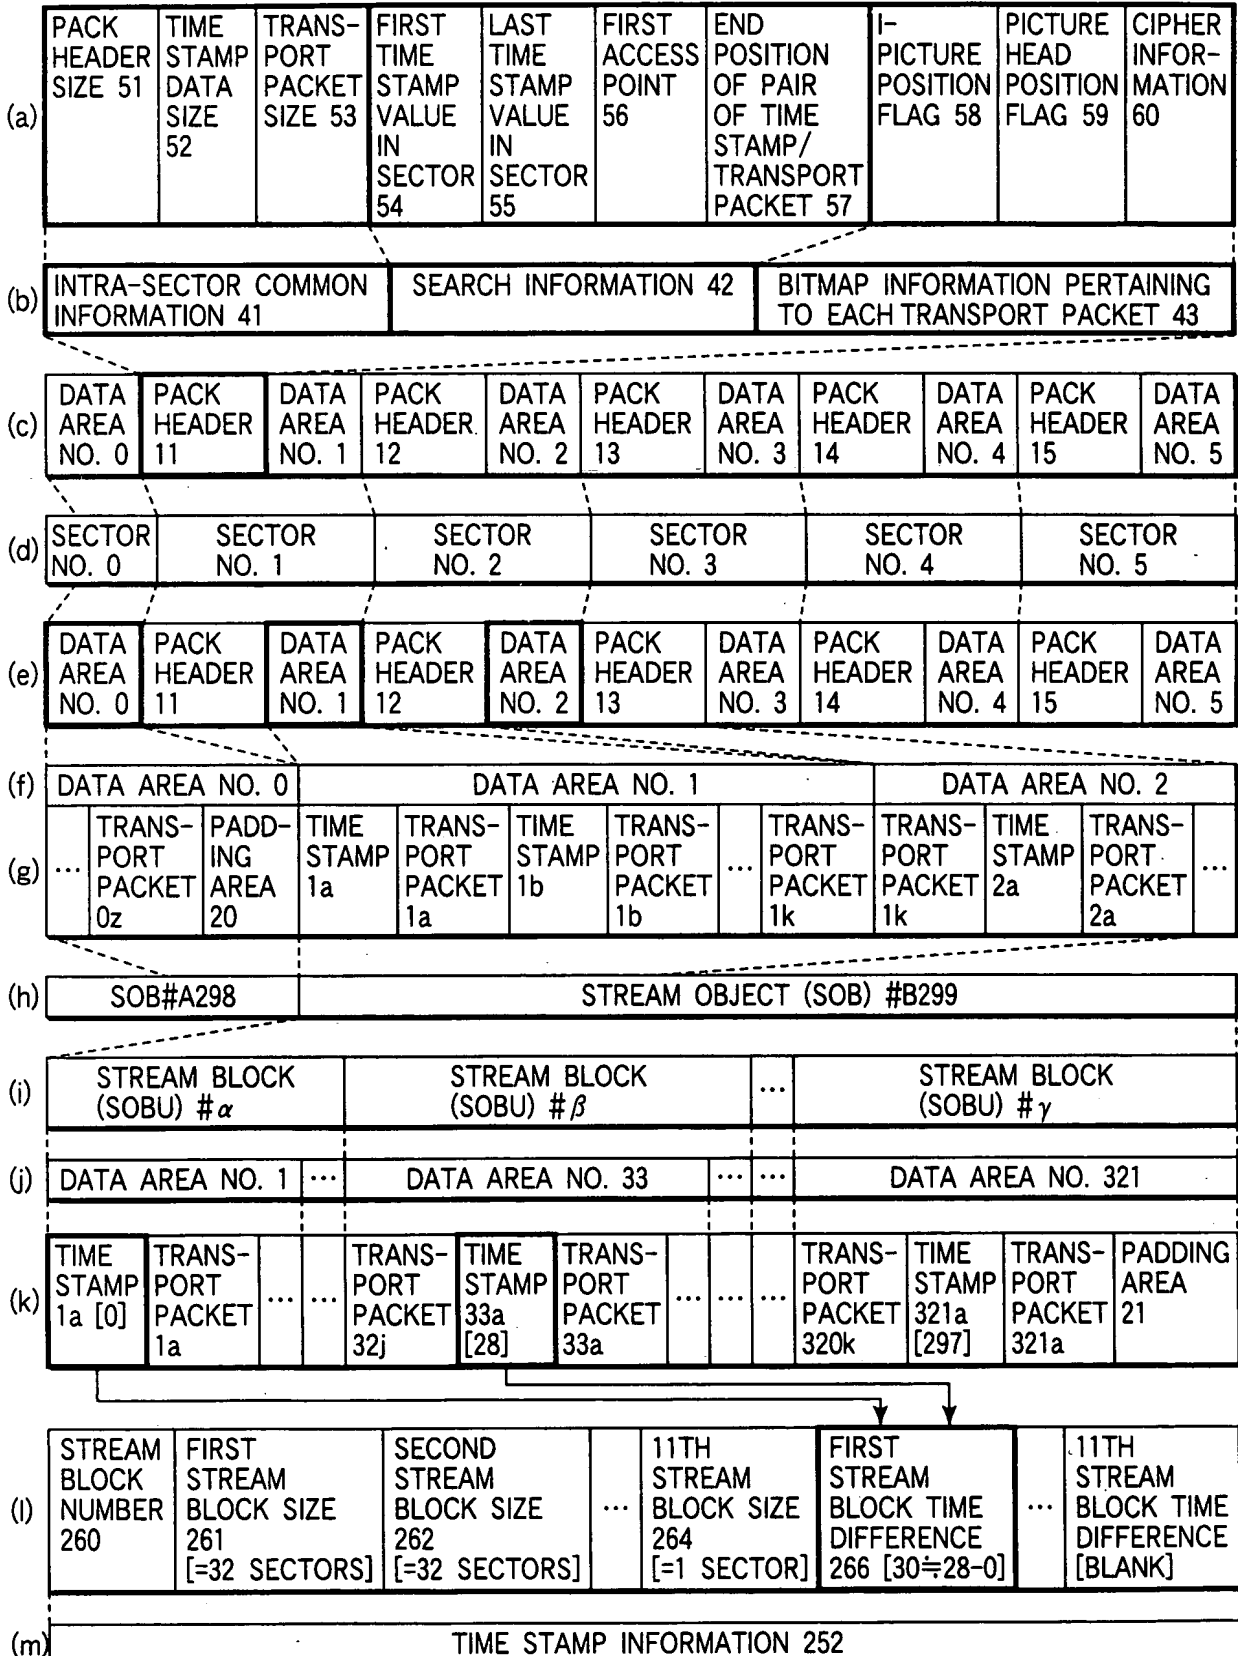 (a)
PACK HEADER SIZE 51
TIME STAMP DATA SIZE 52
TRANS-PORT PACKET SIZE 53
FIRST TIME STAMP VALUE IN SECTOR 54
LAST TIME STAMP VALUE IN SECTOR 55
FIRST ACCESS POINT 56
END POSITION OF PAIR OF TIME STAMP/ TRANSPORT PACKET 57
I-PICTURE POSITION FLAG 58
PICTURE HEAD POSITION FLAG 59
CIPHER INFOR-MATION 60
(b)
INTRA-SECTOR COMMON INFORMATION 41
SEARCH INFORMATION 42
BITMAP INFORMATION PERTAINING TO EACH TRANSPORT PACKET 43
(c)
DATA AREA NO. 0
PACK HEADER 11
DATA AREA NO. 1
PACK HEADER 12
DATA AREA NO. 2
PACK HEADER 13
DATA AREA NO. 3
PACK HEADER 14
DATA AREA NO. 4
PACK HEADER 15
DATA AREA NO. 5
(d)
SECTOR NO. 0
SECTOR NO. 1
SECTOR NO. 2
SECTOR NO. 3
SECTOR NO. 4
SECTOR NO. 5
(e)
DATA AREA NO. 0
PACK HEADER 11
DATA AREA NO. 1
PACK HEADER 12
DATA AREA NO. 2
PACK HEADER 13
DATA AREA NO. 3
PACK HEADER 14
DATA AREA NO. 4
PACK HEADER 15
DATA AREA NO. 5
(f)
DATA AREA NO. 0
DATA AREA NO. 1
DATA AREA NO. 2
(g)
...
TRANS-PORT PACKET 0z
PADD-ING AREA 20
TIME STAMP 1a
TRANS-PORT PACKET 1a
TIME STAMP 1b
TRANS-PORT PACKET 1b
...
TRANS-PORT PACKET 1k
TRANS-PORT PACKET 1k
TIME STAMP 2a
TRANS-PORT PACKET 2a
...
(h)
SOB#A298
STREAM OBJECT (SOB) #B299
(i)
STREAM BLOCK (SOBU) #α
STREAM BLOCK (SOBU) #β
...
STREAM BLOCK (SOBU) #γ
(j)
DATA AREA NO. 1
...
DATA AREA NO. 33
...
...
DATA AREA NO. 321
(k)
TIME STAMP 1a [0]
TRANS-PORT PACKET 1a
...
...
TRANS-PORT PACKET 32j
TIME STAMP 33a [28]
TRANS-PORT PACKET 33a
...
...
...
TRANS-PORT PACKET 320k
TIME STAMP 321a [297]
TRANS-PORT PACKET 321a
PADDING AREA 21
(l)
STREAM BLOCK NUMBER 260
FIRST STREAM BLOCK SIZE 261 [=32 SECTORS]
SECOND STREAM BLOCK SIZE 262 [=32 SECTORS]
...
11TH STREAM BLOCK SIZE 264 [=1 SECTOR]
FIRST STREAM BLOCK TIME DIFFERENCE 266 [30≒28-0]
...
11TH STREAM BLOCK TIME DIFFERENCE [BLANK]
(m)
TIME STAMP INFORMATION 252